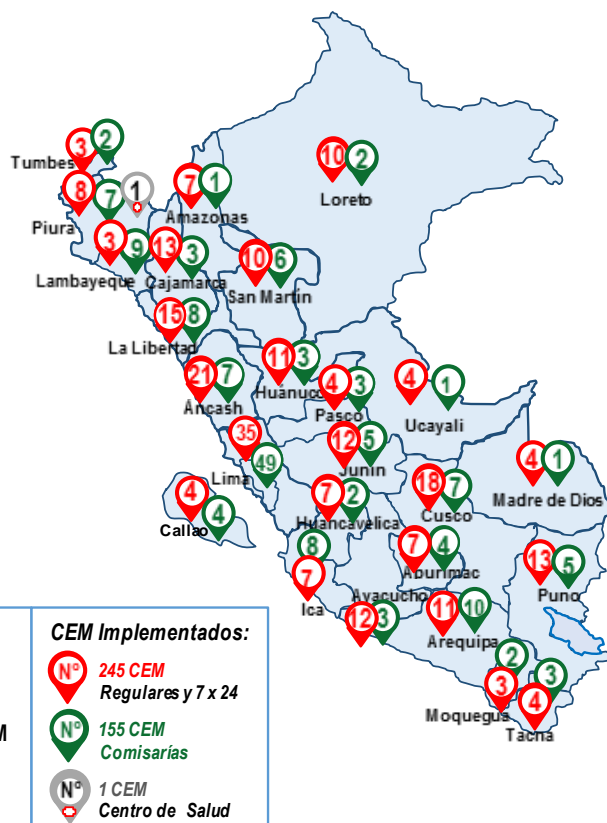 3 2
Tumbes
8 7 1
Piura
7 1
Amazonas
10 2
Loreto
3 9
Lambayeque
13 3
Cajamarca
10 6
San Martín
15 8
La Libertad
21 7
Áncash
11 3
Huánuco
4 3
Pasco
4 1
Ucayali
35 49
Lima
12 5
Junín
4 4
Callao
7 2
Huancavelica
18 7
Cusco
4 1
Madre de Dios
8
7
Ica
7 4
Apurimac
Ayacucho
12 3
11 10
Arequipa
13 5
Puno
2
3
Moquegua
3
4
Tacna
M
CEM Implementados:
Nº 245 CEM
Regulares y 7 x 24
Nº 155 CEM
Comisarías
Nº 1 CEM
Centro de Salud